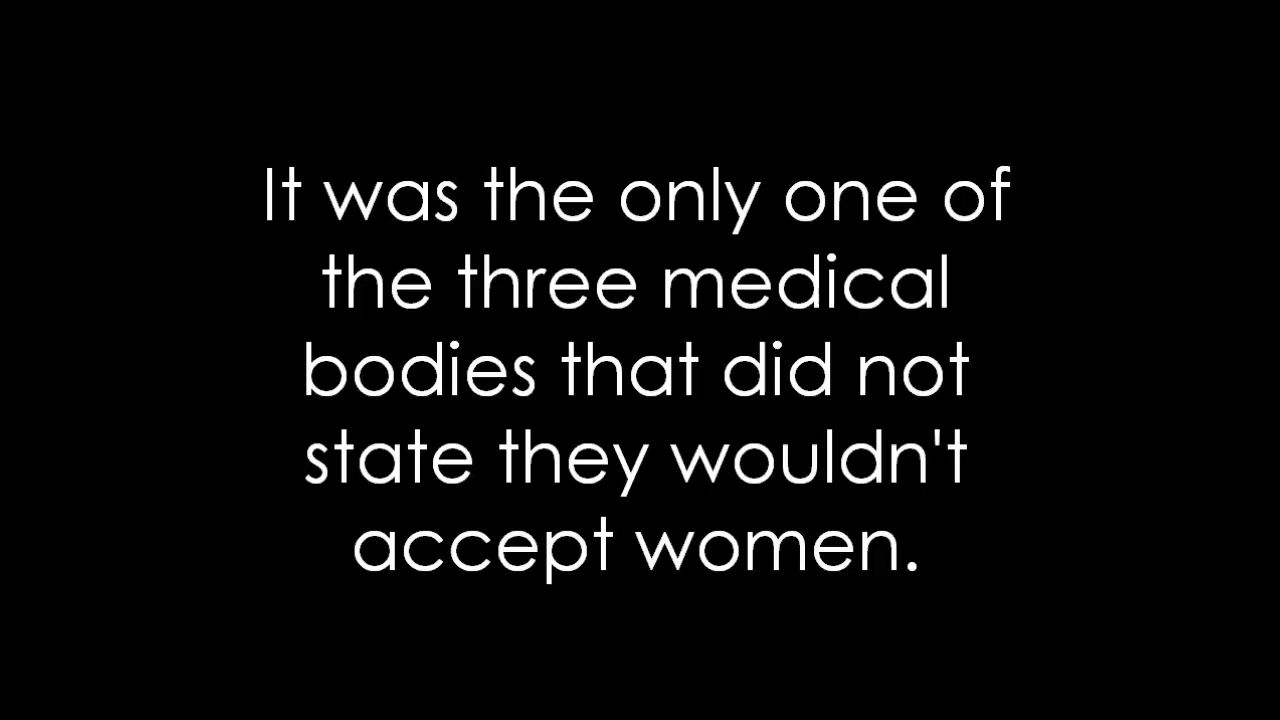 It was the only one of
the three medical
bodies that did not
state they wouldn't
accept women.